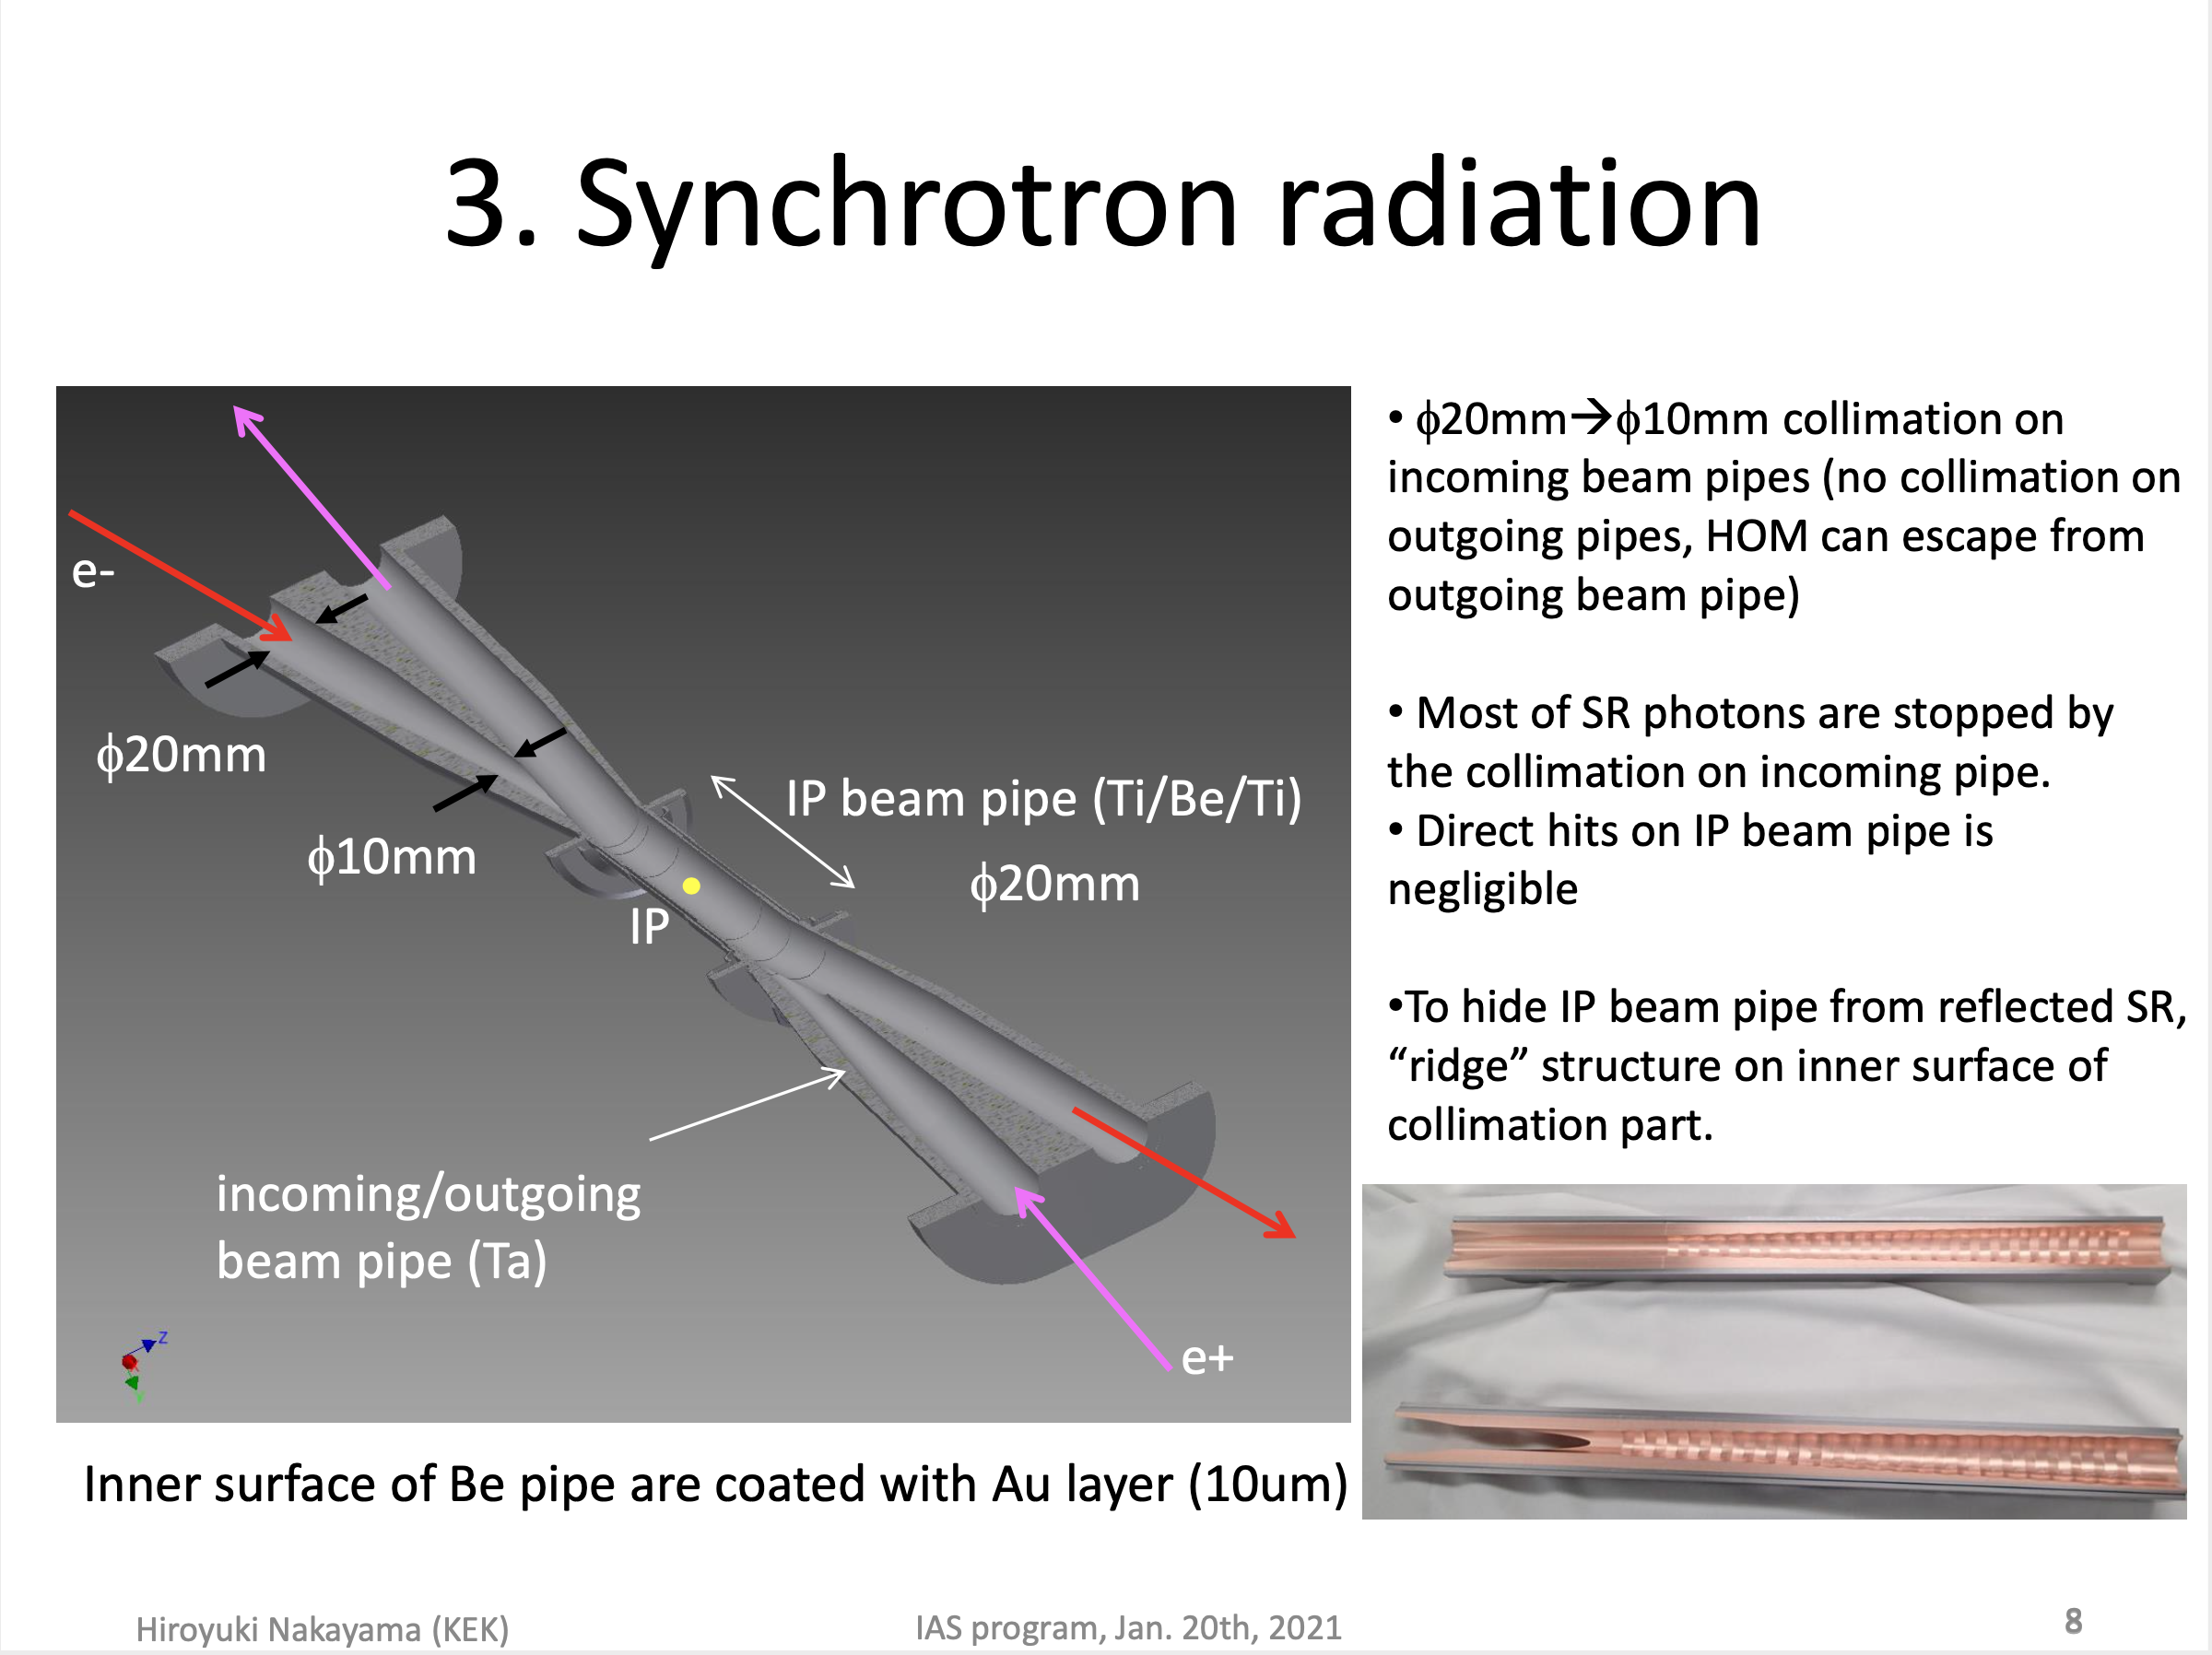 3. Synchrotron radiation
e-
ϕ20mm
ϕ10mm
IP
IP beam pipe (Ti/Be/Ti)
ϕ20mm
incoming/outgoing
beam pipe (Ta)
e+
z
y
Inner surface of Be pipe are coated with Au layer (10um)
• ϕ20mm→ϕ10mm collimation on
incoming beam pipes (no collimation on
outgoing pipes, HOM can escape from
outgoing beam pipe)
• Most of SR photons are stopped by
the collimation on incoming pipe.
• Direct hits on IP beam pipe is
negligible
•To hide IP beam pipe from reflected SR,
“ridge” structure on inner surface of
collimation part.
Hiroyuki Nakayama (KEK)
IAS program, Jan. 20th, 2021
8